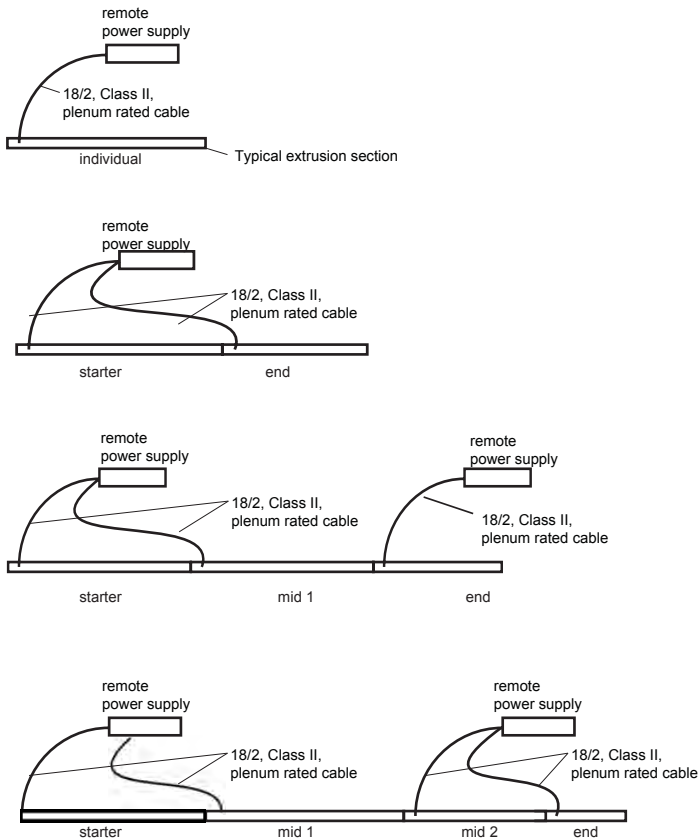 remote
power supply
18/2, Class II,
plenum rated cable
individual
Typical extrusion section
remote
power supply
18/2, Class II,
plenum rated cable
starter
end
remote
power supply
remote
power supply
18/2, Class II,
plenum rated cable
18/2, Class II,
plenum rated cable
starter
mid 1
end
remote
power supply
remote
power supply
18/2, Class II,
plenum rated cable
18/2, Class II,
plenum rated cable
starter
mid 1
mid 2
end